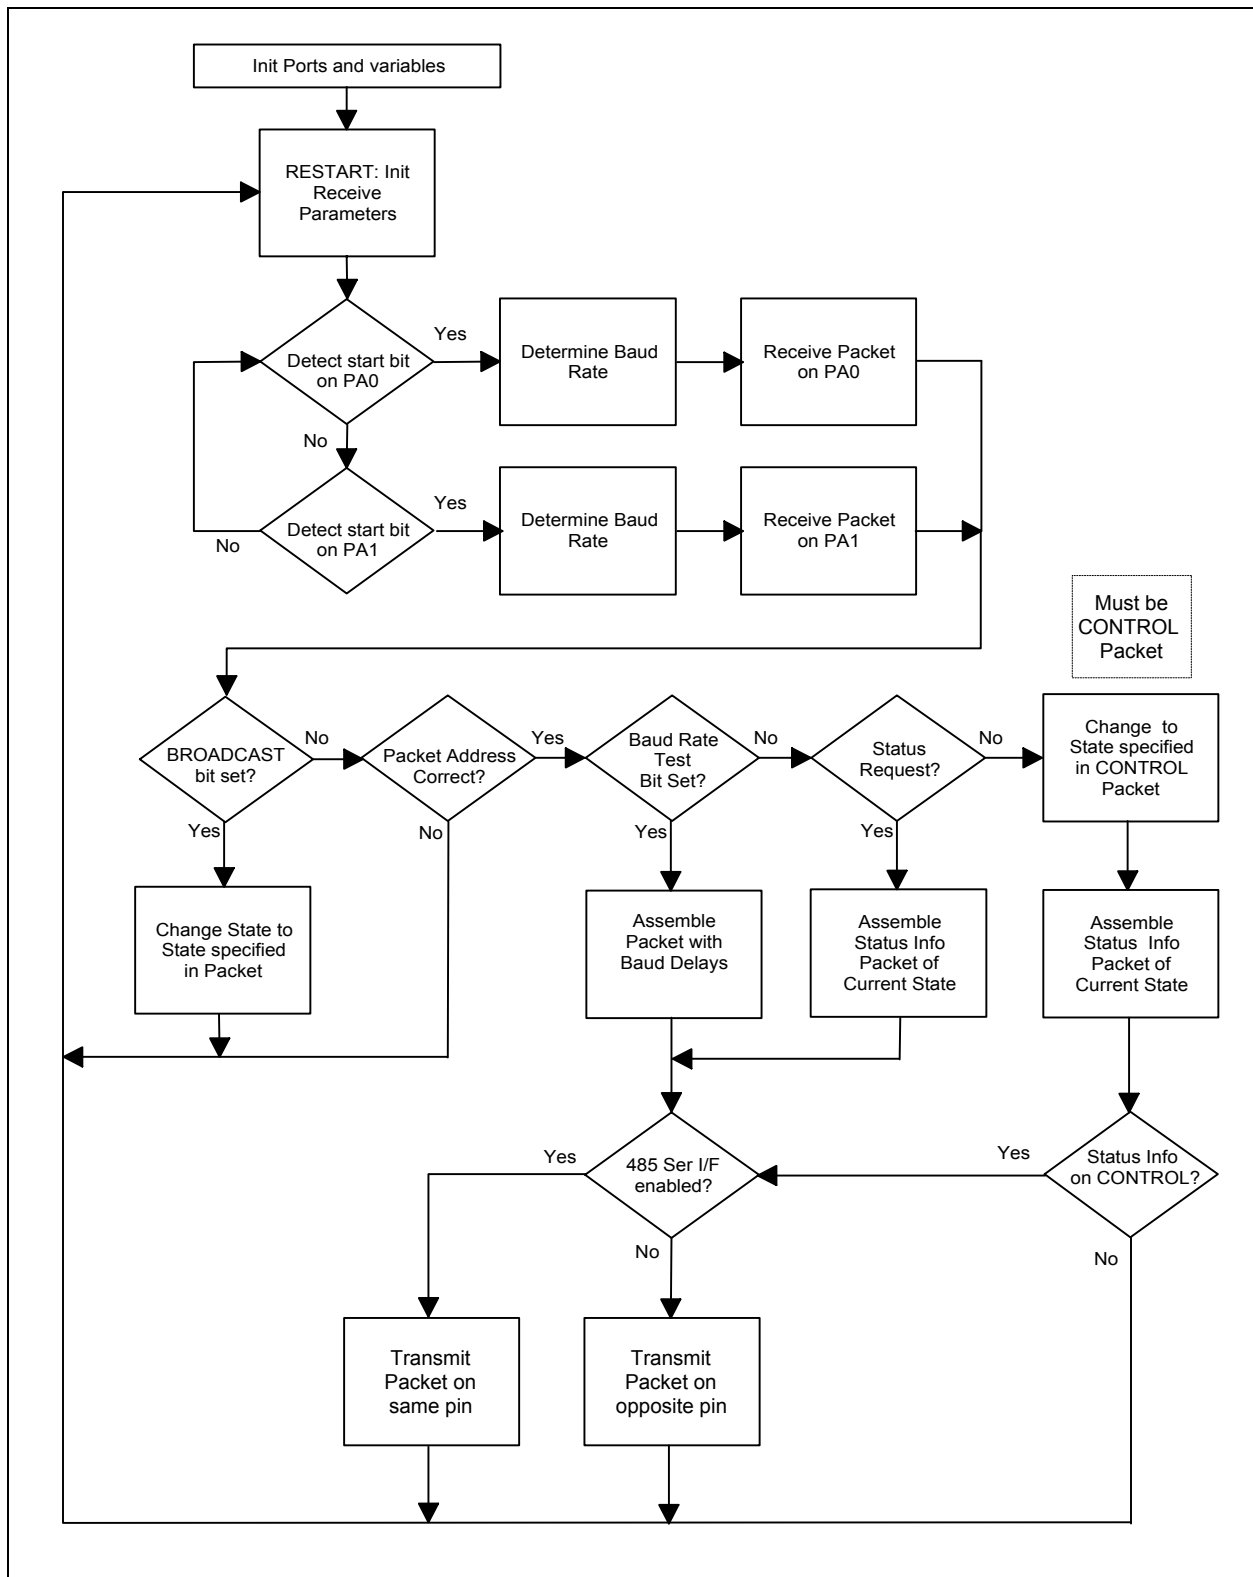 Init Ports and variables
RESTART: Init
Receive
Parameters
Detect start bit
on PA0
Yes
No
Determine Baud
Rate
Receive Packet
on PA0
Detect start bit
on PA1
Yes
No
Determine Baud
Rate
Receive Packet
on PA1
Must be
CONTROL
Packet
BROADCAST
bit set?
No
Yes
Packet Address
Correct?
Yes
No
Baud Rate
Test
Bit Set?
No
Yes
Status
Request?
No
Yes
Change to
State specified
in CONTROL
Packet
Change State to
State specified
in Packet
Assemble
Packet with
Baud Delays
Assemble
Status Info
Packet of
Current State
Assemble
Status Info
Packet of
Current State
Yes
485 Ser I/F
enabled?
No
Yes
Status Info
on CONTROL?
No
Transmit
Packet on
same pin
Transmit
Packet on
opposite pin